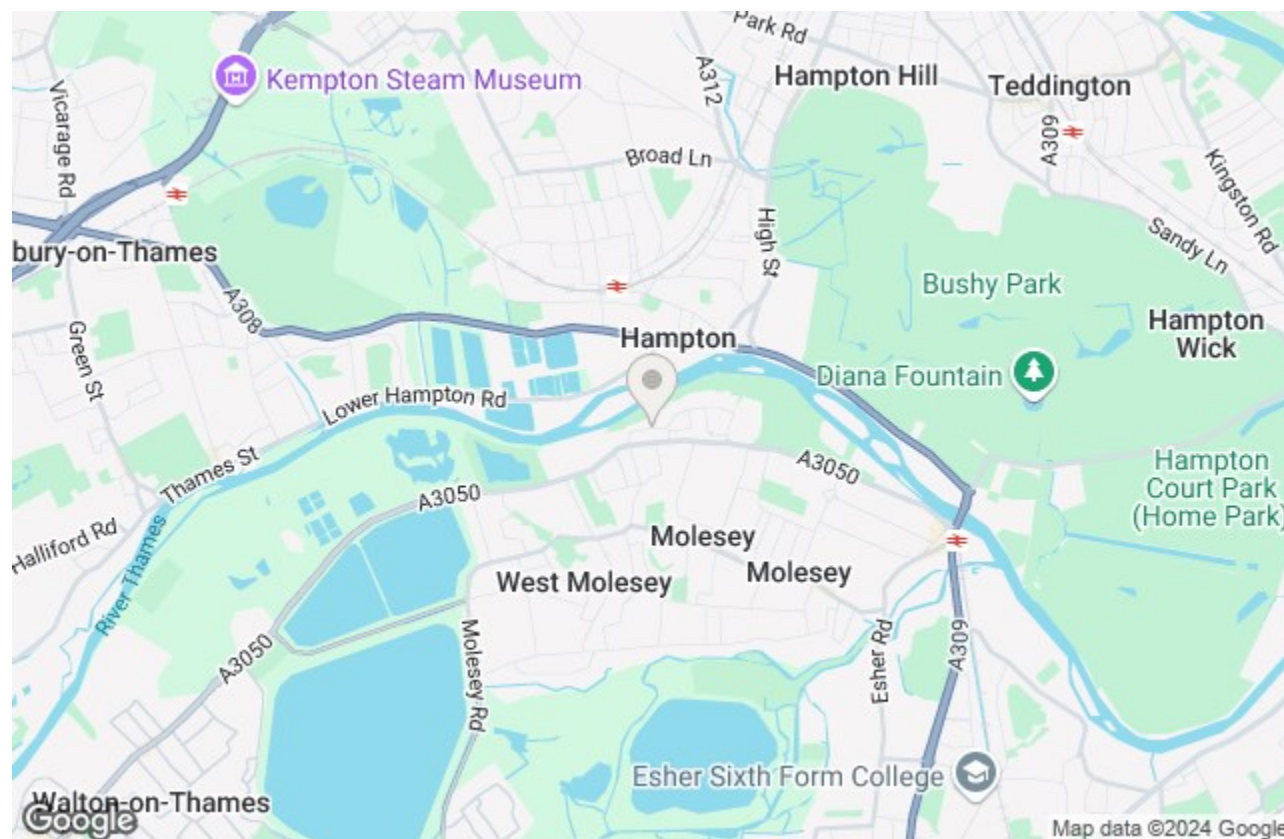 Park Rd
A312
Hampton Hill
Teddington
Kempton Steam Museum
Vicarage Rd
A309
Broad Ln
Kingston Rd
High St
Sandy Ln
bury-on-Thames
Bushy Park
A308
Hampton
Hampton
Wick
Green St
Diana Fountain
Lower Hampton Rd
Thames St
A3050
A3050
Hampton
Court Park
(Home Park)
Halliford Rd
River Thames
Molesey
West Molesey
Molesey
A3050
Molesey Rd
Esher Rd
A309
Esher Sixth Form College
Walton-on-Thames
Google
Map data ©2024 Google